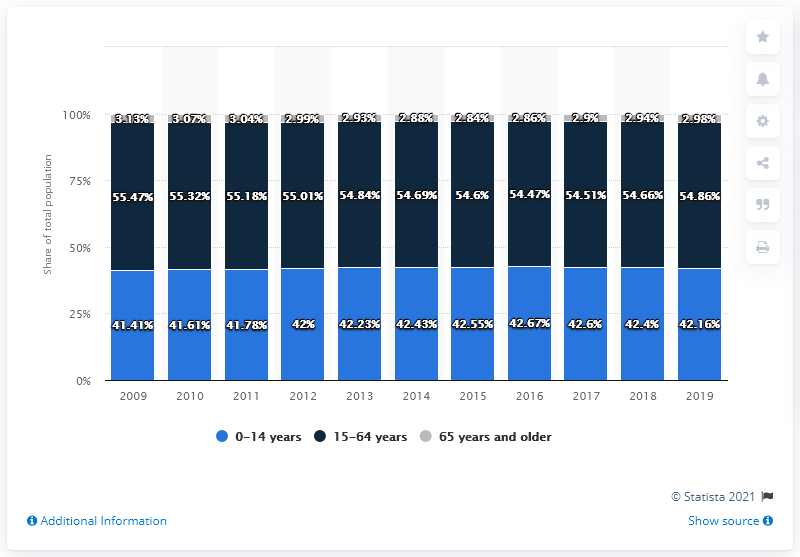 Share of total population
100%
75%
50%
25%
0%
3.13% 3.07% 3.04% 2.99% 2.93% 2.88% 2.84% 2.86% 2.9% 2.94% 2.98%
55.47% 55.32% 55.18% 55.01% 54.84% 54.69% 54.6% 54.47% 54.51% 54.66% 54.86%
41.41% 41.61% 41.78% 42% 42.23% 42.43% 42.55% 42.67% 42.6% 42.4% 42.16%
2009 2010 2011 2012 2013 2014 2015 2016 2017 2018 2019
0-14 years 15-64 years 65 years and older
© Statista 2021
Additional Information
Show source